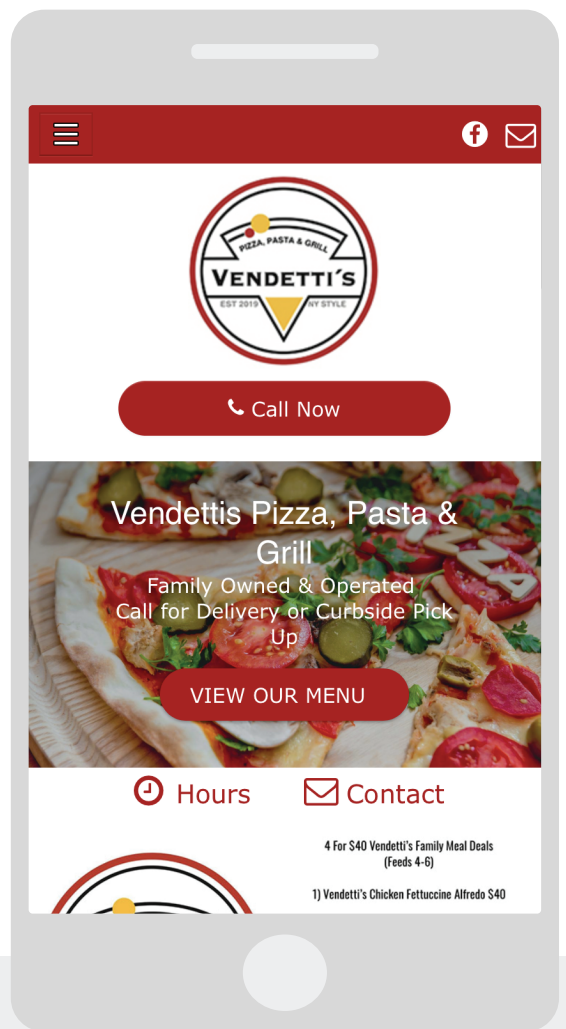 PIZZA, PASTA & GRILL
VENDETTI'S
EST 2019 NY STYLE
Call Now
Vendettis Pizza, Pasta &
Grill
Family Owned & Operated
Call for Delivery or Curbside Pick
Up
PIZZA
VIEW OUR MENU
Hours Contact
4 For $40 Vendetti's Family Meal Deals
(Feeds 4-6)
1) Vendetti's Chicken Fettuccine Alfredo $40